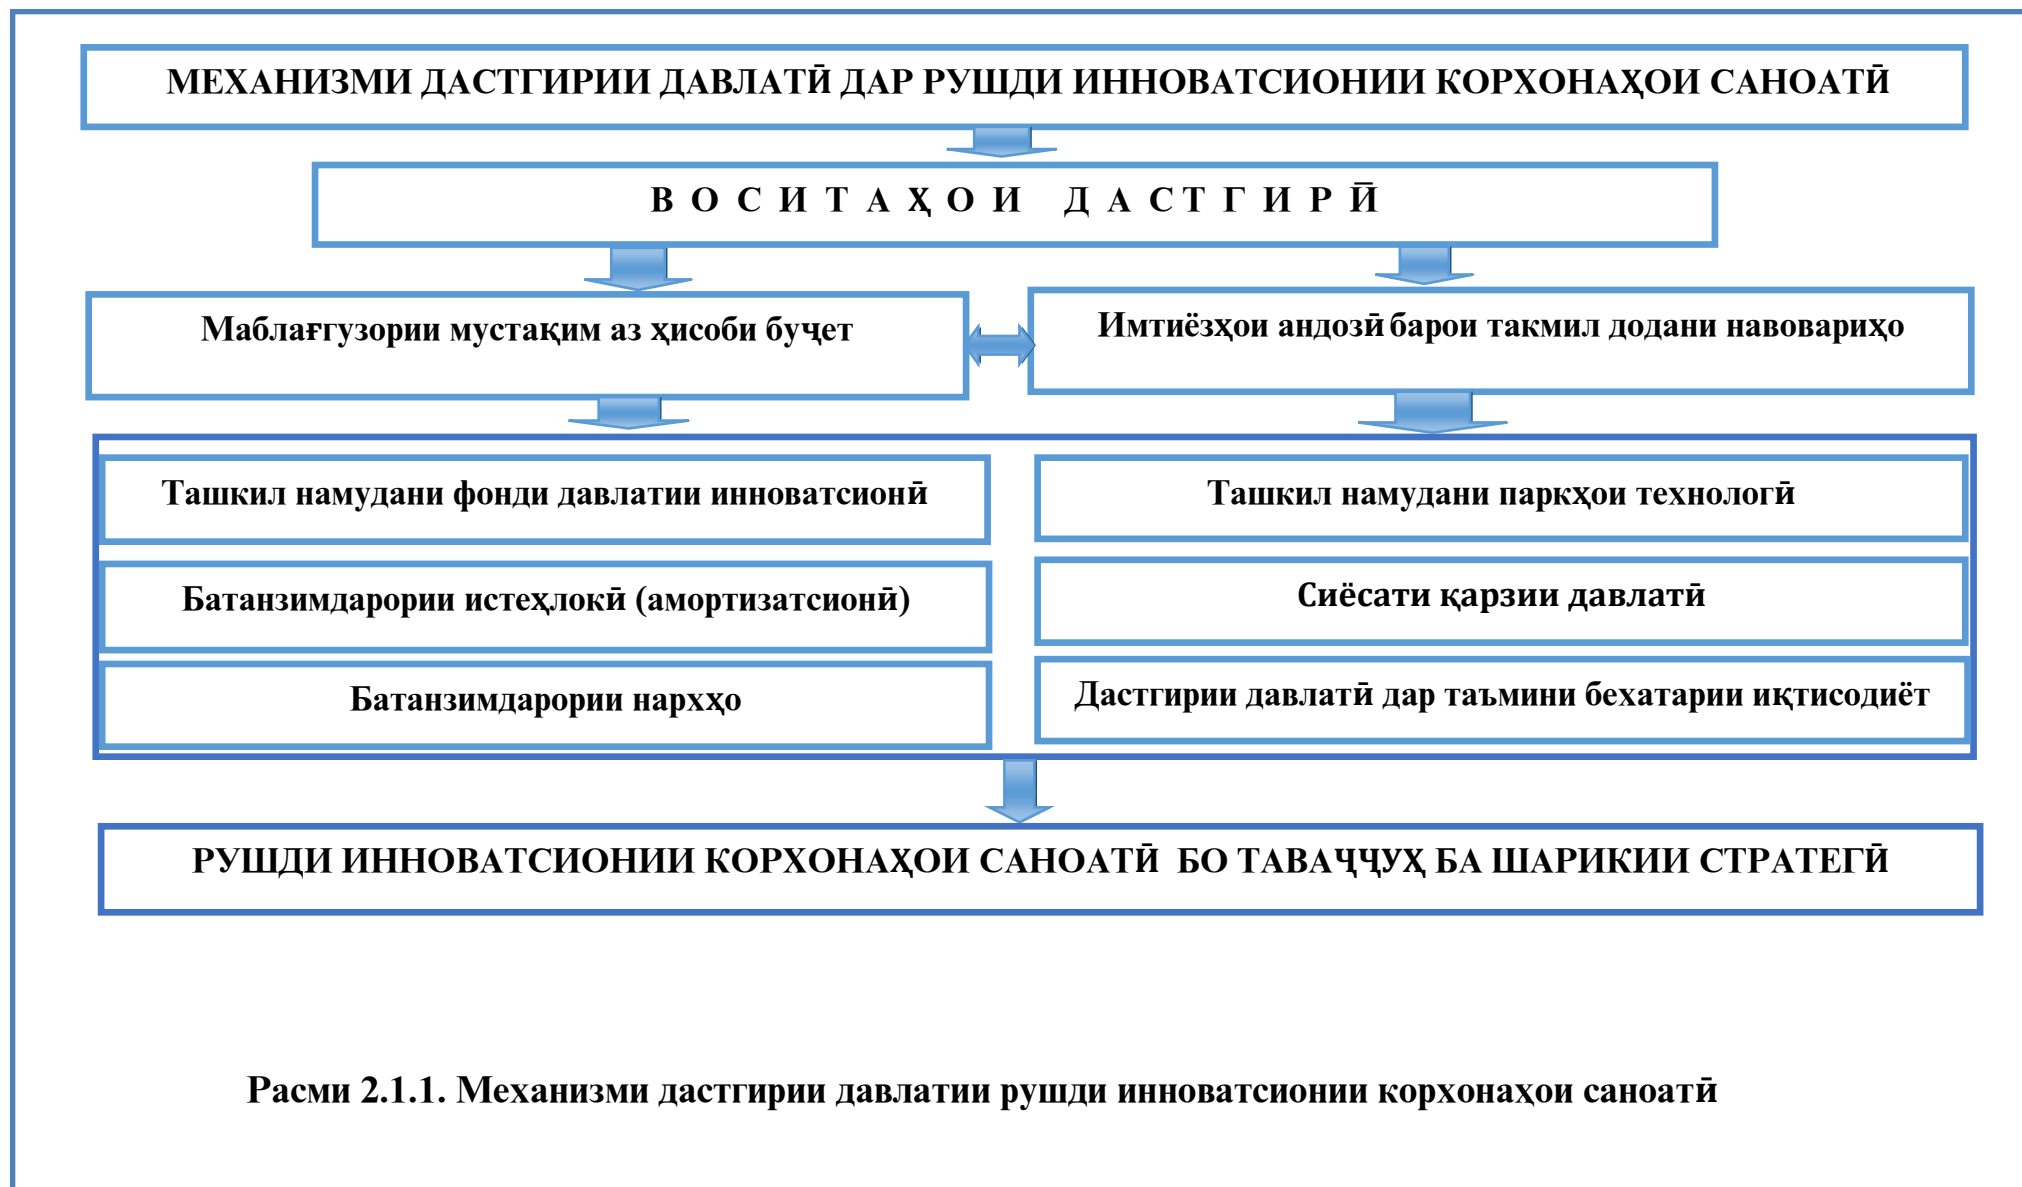 МЕХАНИЗМИ ДАСТГИРИИ ДАВЛАТӢ ДАР РУШДИ ИННОВАТСИОНИИ КОРХОНАҲОИ САНОАТӢ
В О С И Т А Ҳ О И Д А С Т Г И Р Ӣ
Маблағгузории мустақим аз ҳисоби буҷет
Имтиёзҳои андозӣ барои такмил додани навовариҳо
Ташкил намудани фонди давлатии инноватсионӣ
Ташкил намудани паркҳои технологӣ
Батанзимдарории истеҳлокӣ (амортизатсионӣ)
Сиёсати қарзии давлатӣ
Батанзимдарории нархҳо
Дастгирии давлатӣ дар таъмини бехатарии иқтисодиёт
РУШДИ ИННОВАТСИОНИИ КОРХОНАҲОИ САНОАТӢ БО ТАВАҶҶУҲ БА ШАРИКИИ СТРАТЕГӢ
Расми 2.1.1. Механизми дастгирии давлатии рушди инноватсионии корхонаҳои саноатӣ